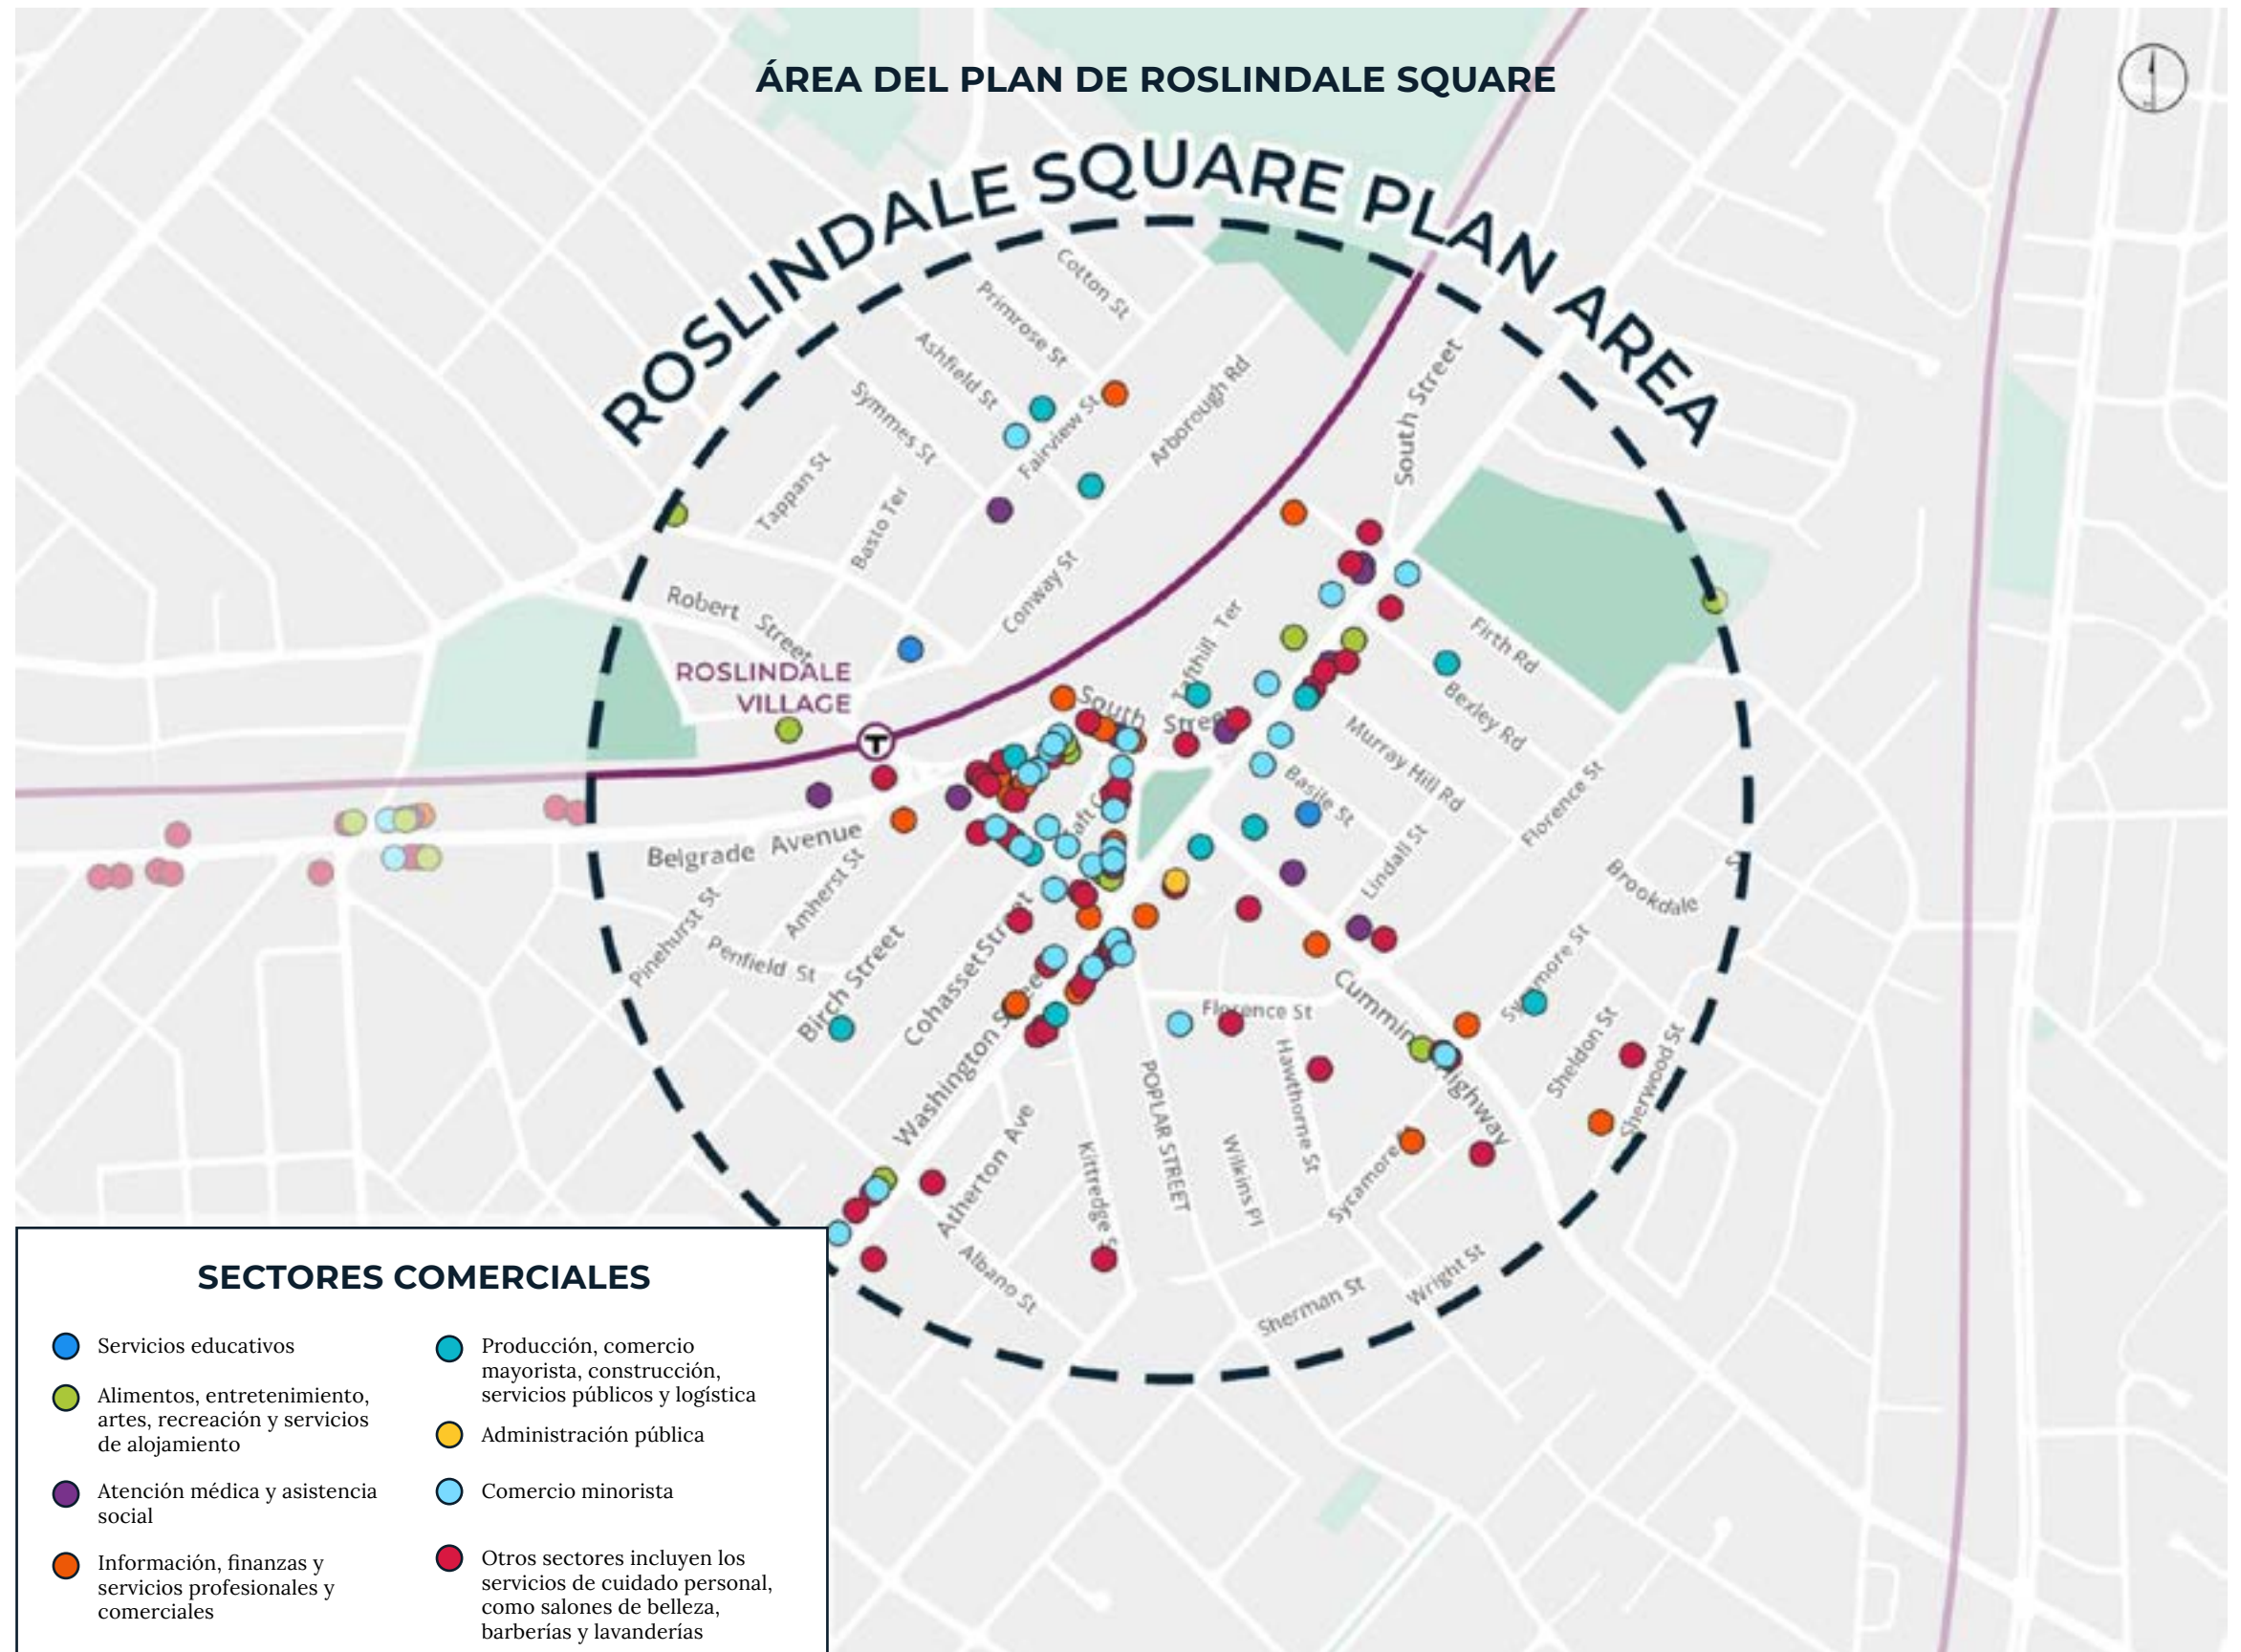 ÁREA DEL PLAN DE ROSLINDALE SQUARE
ROSLINDALE SQUARE PLAN AREA
Cotton St
Primrose St
Ashfield St
Symmes St
Fairview St
Arborough Rd
South Street
Tappan St
Basto Ter
Conway St
Robert Street
Tafthill Ter
Firth Rd
ROSLINDALE
VILLAGE
T
South Street
Bexley Rd
Murray Hill Rd
Basile St
Florence St
Belgrade Avenue
Lindall St
Brookdale St
Pinehurst St
Amherst St
Penfield St
Birch Street
Cohasset Street
Washington Street
Florence St
Cummins Highway
Sycamore St
Sheldon St
Sherwood St
Hawthorne St
POPLAR STREET
Wilkins Pl
Kittredge S
Atherton Ave
Albano St
Sycamore
Sherman St
Wright St
SECTORES COMERCIALES
Servicios educativos
Alimentos, entretenimiento,
artes, recreación y servicios
de alojamiento
Atención médica y asistencia
social
Información, finanzas y
servicios profesionales y
comerciales
Producción, comercio
mayorista, construcción,
servicios públicos y logística
Administración pública
Comercio minorista
Otros sectores incluyen los
servicios de cuidado personal,
como salones de belleza,
barberías y lavanderías